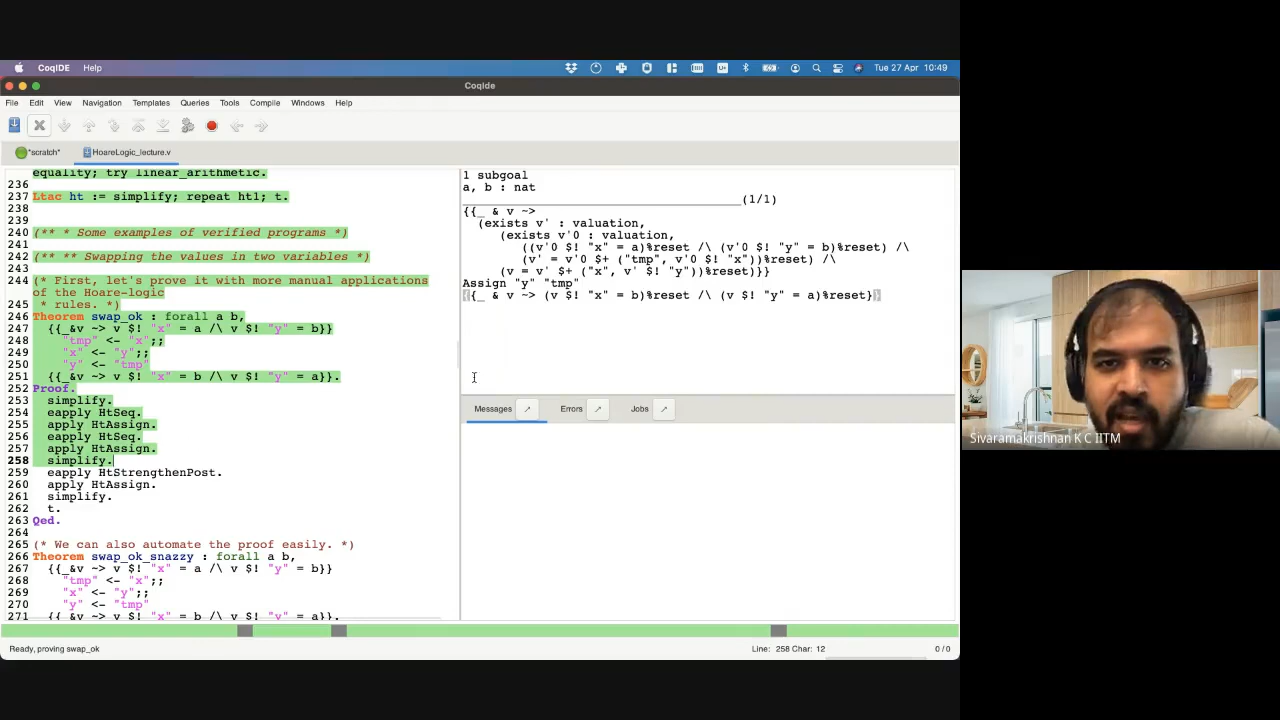 CoqIDE Help
Tue 27 Apr 10:49
CoqIde
File Edit View Navigation Templates Queries Tools Compile Windows Help
*scratch* HoareLogic_lecture.v
equality; try linear_arithmetic.
236
237 Ltac ht := simplify; repeat ht1; t.
238
239
240 (** * Some examples of verified programs *)
241
242 (** ** Swapping the values in two variables *)
243
244 (* First, let's prove it with more manual applications
of the Hoare-logic
245 * rules. *)
246 Theorem swap_ok : forall a b,
247 {{_&v ~> v $! "x" = a /\ v $! "y" = b}}
248 "tmp" <- "x";;
249 "x" <- "y";;
250 "y" <- "tmp"
251 {{_&v ~> v $! "x" = b /\ v $! "y" = a}}.
252 Proof.
253 simplify.
254 eapply HtSeq.
255 apply HtAssign.
256 eapply HtSeq.
257 apply HtAssign.
258 simplify.
259 eapply HtStrengthenPost.
260 apply HtAssign.
261 simplify.
262 t.
263 Qed.
264
265 (* We can also automate the proof easily. *)
266 Theorem swap_ok_snazzy : forall a b,
267 {{_&v ~> v $! "x" = a /\ v $! "y" = b}}
268 "tmp" <- "x";;
269 "x" <- "y";;
270 "y" <- "tmp"
271 {{_&v ~> v $! "x" = b /\ v $! "y" = a}}.
1 subgoal
a, b : nat
(1/1)
{{_ & v ~>
(exists v' : valuation,
(exists v'0 : valuation,
((v'0 $! "x" = a)%reset /\ (v'0 $! "y" = b)%reset) /\
(v' = v'0 $+ ("tmp", v'0 $! "x"))%reset) /\
(v = v' $+ ("x", v' $! "y"))%reset)}}
Assign "y" "tmp"
{{_ & v ~> (v $! "x" = b)%reset /\ (v $! "y" = a)%reset}}
Messages Errors Jobs
Ready, proving swap_ok
Line: 258 Char: 12
0 / 0
Sivaramakrishnan K C IITM